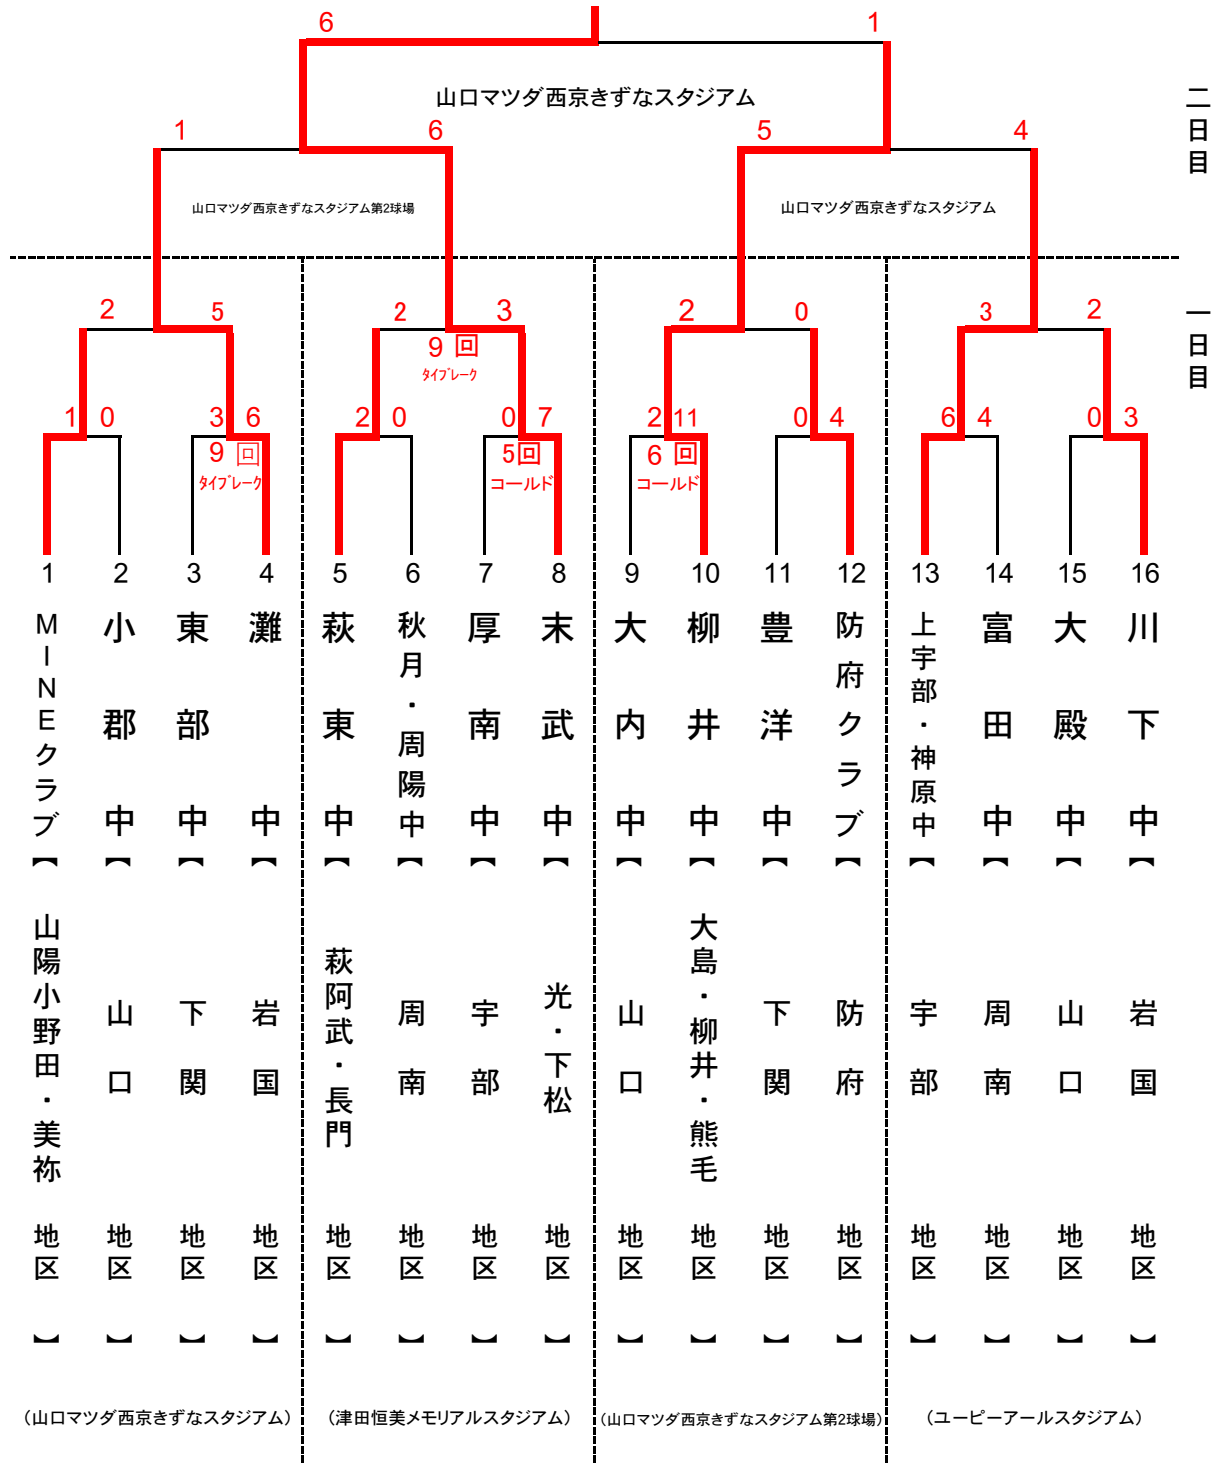 6 1
山口マツダ西京きずなスタジアム
二日目
1 6 5 4
山口マツダ西京きずなスタジアム第2球場 山口マツダ西京きずなスタジアム
一日目
2 5 2 3 2 0 3 2
9回
タイブレーク
1 0 3 6 2 0 0 7 2 11 0 4 6 4 0 3
9回 5回 6回
タイブレーク コールド コールド
1 2 3 4 5 6 7 8 9 10 11 12 13 14 15 16
MINEクラブ【山陽小野田・美祢地区】
小郡中【山口地区】
東部中【下関地区】
灘中【岩国地区】
萩東中【萩阿武・長門地区】
秋月・周陽中【周南地区】
厚南中【宇部地区】
末武中【光・下松地区】
大内中【山口地区】
柳井中【大島・柳井・熊毛地区】
豊洋中【下関地区】
防府クラブ【防府地区】
上宇部・神原中【宇部地区】
富田中【周南地区】
大殿中【山口地区】
川下中【岩国地区】
(山口マツダ西京きずなスタジアム) (津田恒美メモリアルスタジアム) (山口マツダ西京きずなスタジアム第2球場) (ユーピーアールスタジアム)